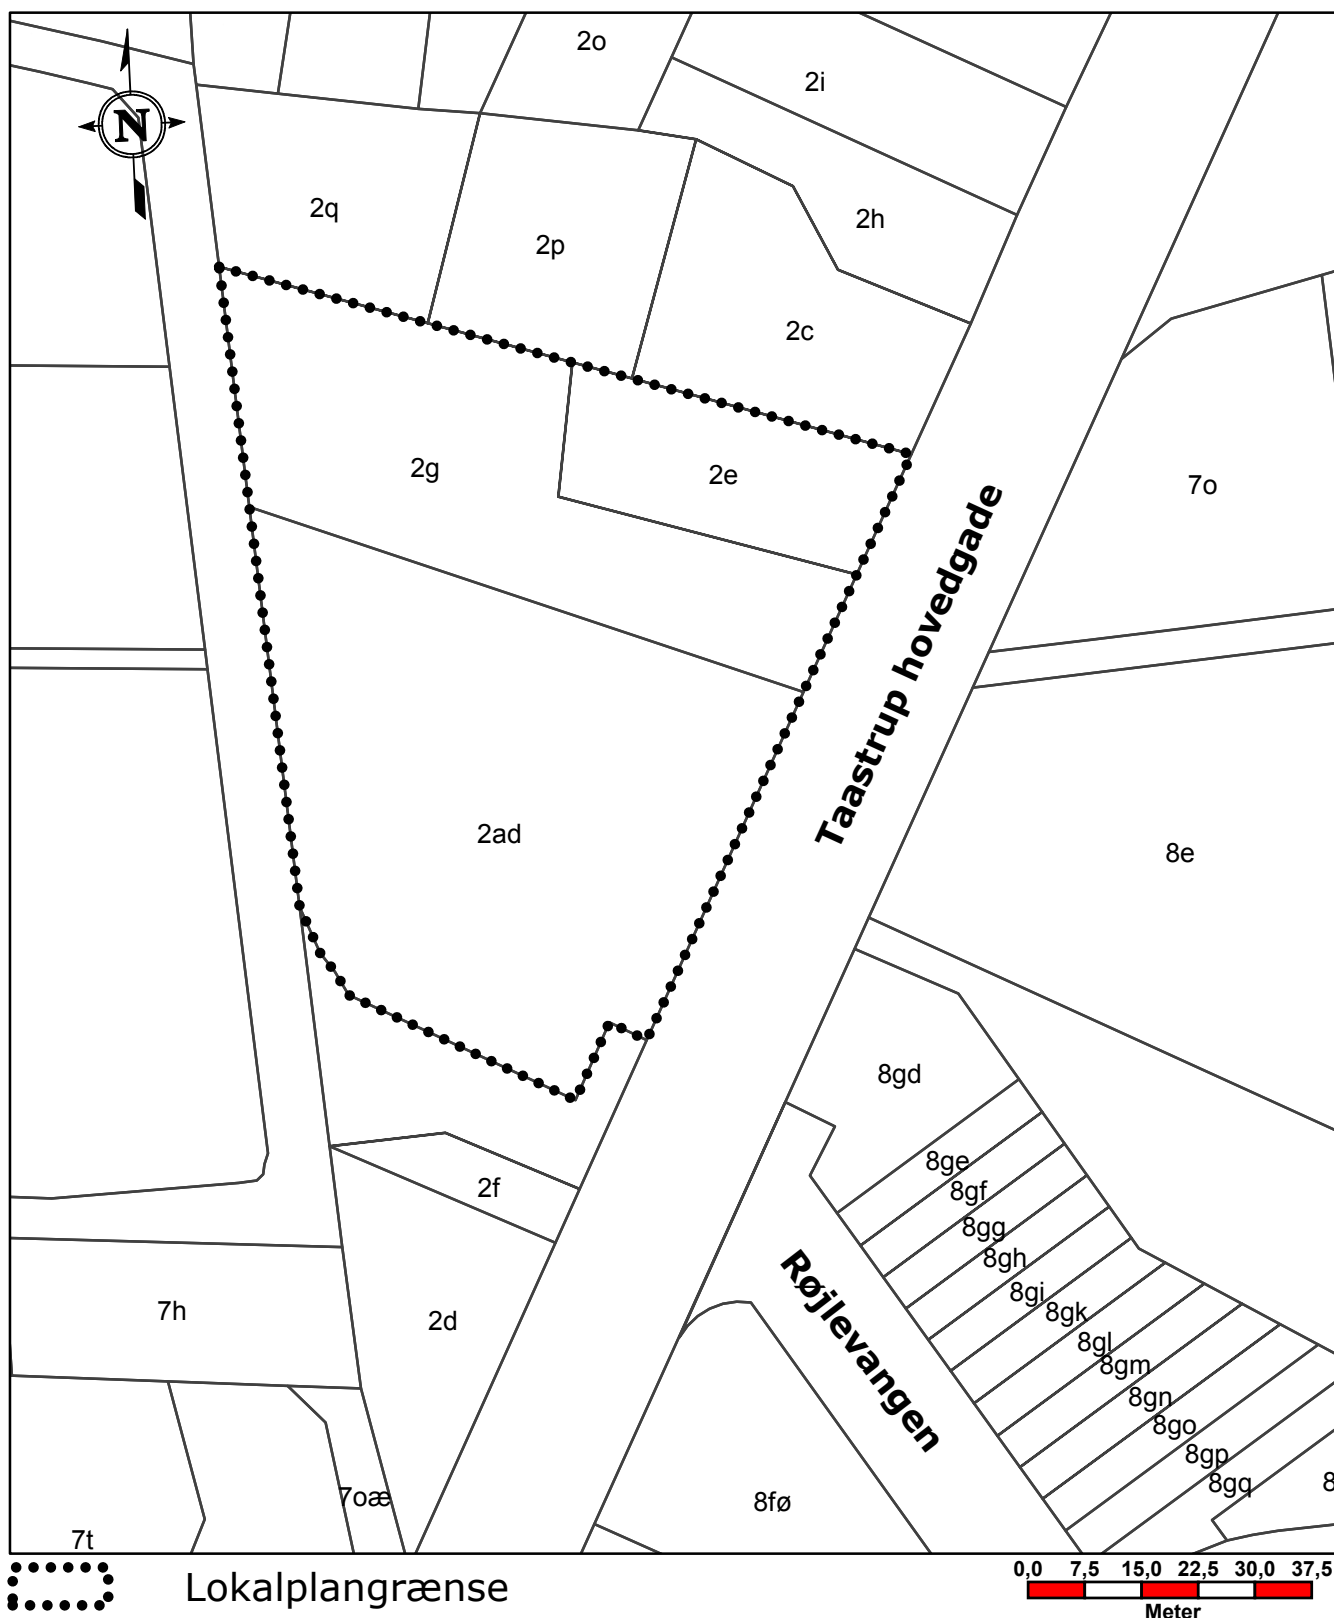 2o
2i
N
2q
2h
2p
2c
2g
2e
7o
Taastrup hovedgade
2ad
8e
8gd
8ge
2f
8gf
8gg
8gh
8gi
7h
8gk
2d
8gl
8gm
Røjlevangen
8gn
8go
8gp
8gq
8
7oæ
8fø
7t
Lokalplangrænse
0,0 7,5 15,0 22,5 30,0 37,5
Meter